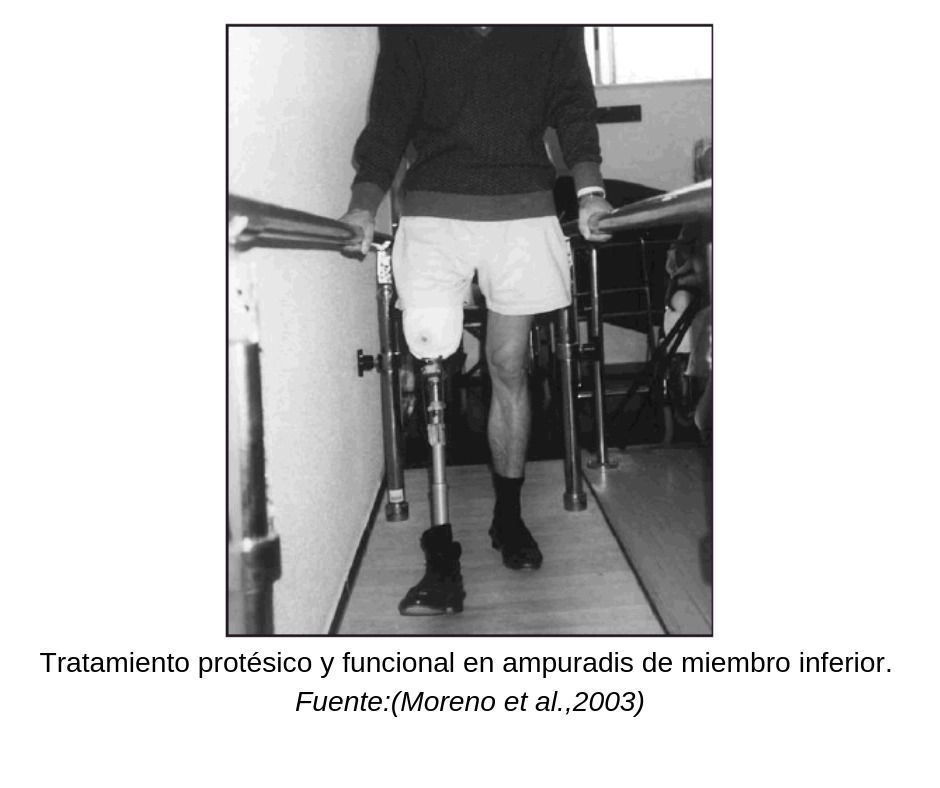 Tratamiento protésico y funcional en ampuradis de miembro inferior.
Fuente:(Moreno et al.,2003)